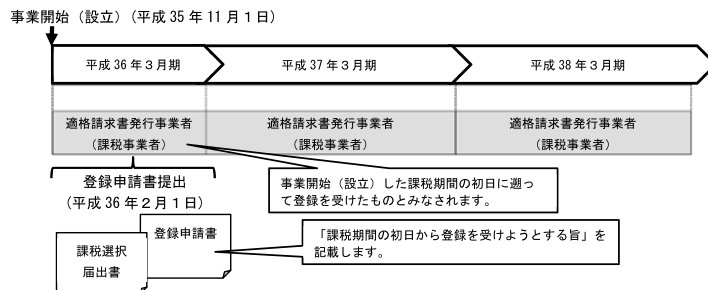 事業開始（設立）（平成 35 年 11 月 1 日）
平成 36 年 3 月期
平成 37 年 3 月期
平成 38 年 3 月期
適格請求書発行事業者
（課税事業者）
適格請求書発行事業者
（課税事業者）
適格請求書発行事業者
（課税事業者）
登録申請書提出
（平成 36 年 2 月 1 日）
事業開始（設立）した課税期間の初日に遡っ
て登録を受けたものとみなされます。
登録申請書
課税選択
届出書
「課税期間の初日から登録を受けようとする旨」を
記載します。